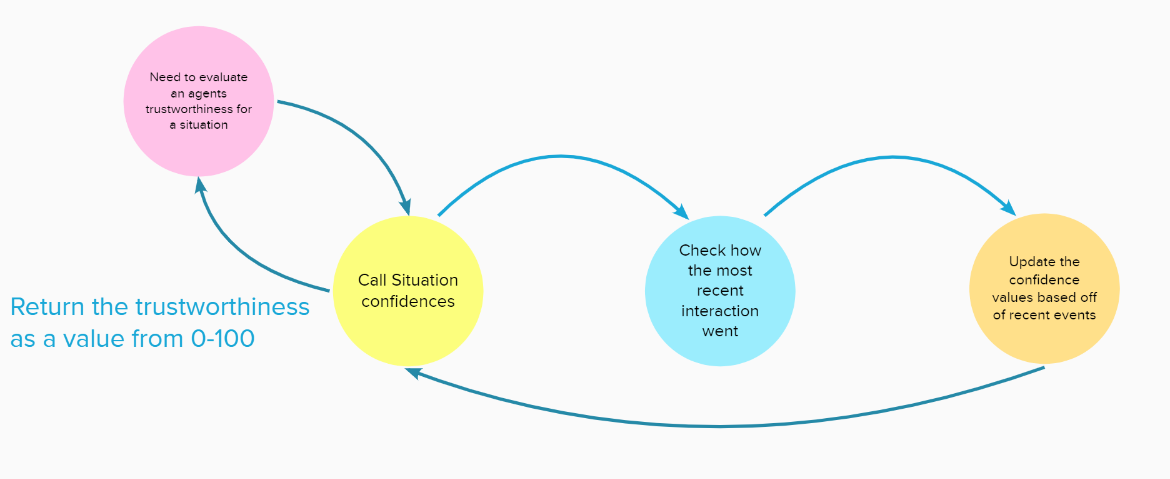 Need to evaluate
an agents
trustworthiness for
a situation
Call Situation
confidences
Return the trustworthiness
as a value from 0-100
Check how
the most
recent
interaction
went
Update the
confidence
values based off
of recent events